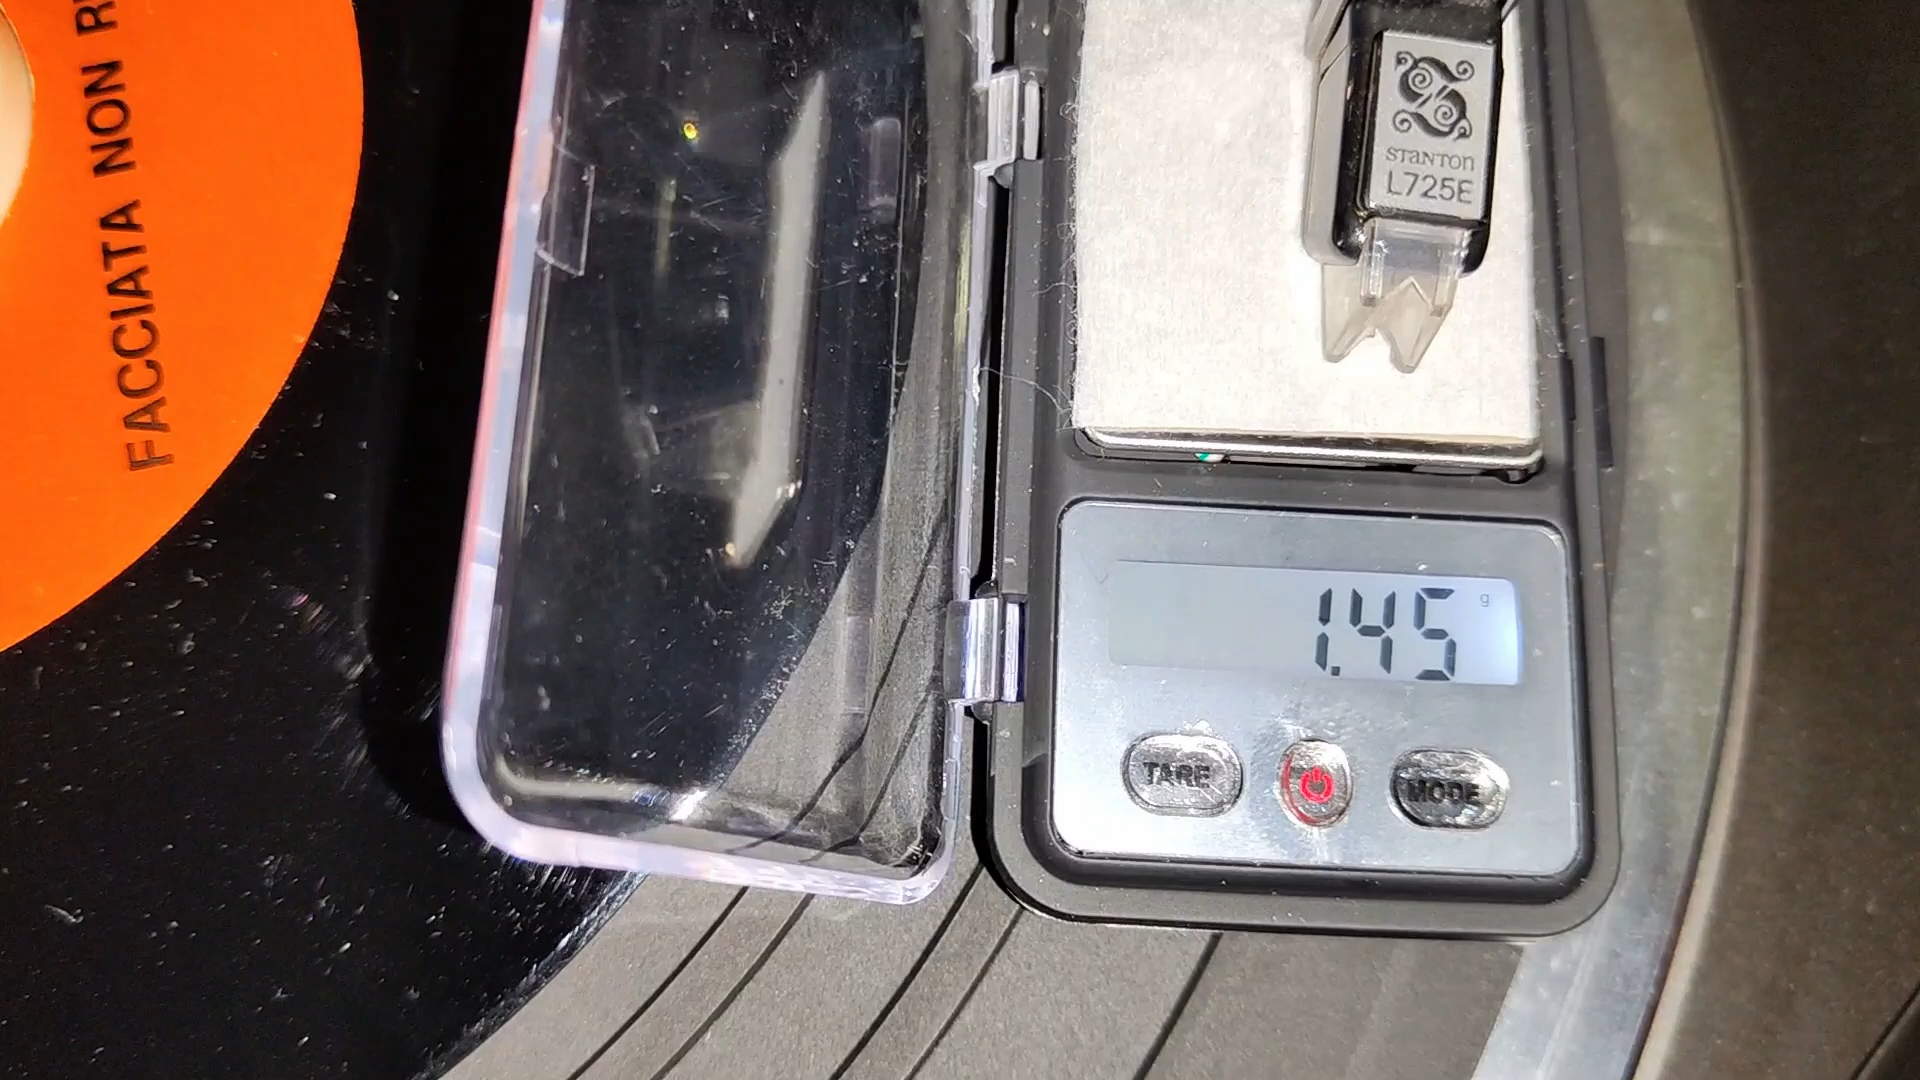 FACCIATA NON R
STANTON
L725E
1.45 g
TARE
MODE